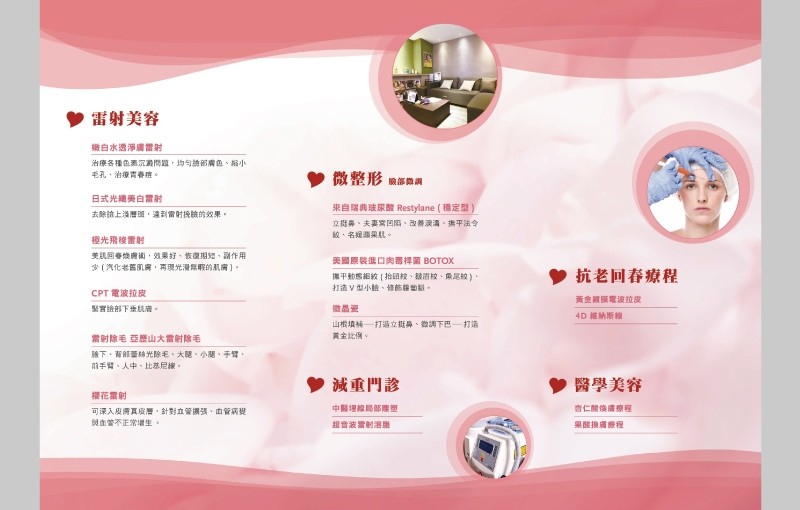 雷射美容
嫩白水透淨膚雷射
治療各種色素沉澱問題，均勻臉部膚色、縮小
毛孔、治療青春痘。
日式光纖美白雷射
去除臉上淺層斑，達到雷射挽臉的效果。
極光飛梭雷射
美肌回春煥膚術，效果好、恢復期短、副作用
少 ( 汽化老舊肌膚，再現光滑無暇的肌膚 )。
CPT 電波拉皮
緊實臉部下垂肌膚。
雷射除毛 亞歷山大雷射除毛
腋下、背部蕾絲光除毛、大腿、小腿、手臂、
前手臂、人中、比基尼線。
櫻花雷射
可深入皮膚真皮層，針對血管擴張、血管病變
與血管不正常增生 。
微整形 臉部微調
來自瑞典玻尿酸 Restylane ( 穩定型 )
立挺鼻、夫妻宮凹陷、改善淚溝、撫平法令
紋、名媛蘋果肌。
美國原裝進口肉毒桿菌 BOTOX
撫平動態細紋 ( 抬頭紋、皺眉紋、魚尾紋 )、
打造 V 型小臉、修飾蘿蔔腿。
微晶瓷
山根填補── 打造立挺鼻、微調下巴── 打造
黃金比例。
減重門診
中醫埋線局部雕塑
超音波雷射溶脂
抗老回春療程
黃金緞膜電波拉皮
4D 維納斯線
醫學美容
杏仁酸煥膚療程
果酸換膚療程